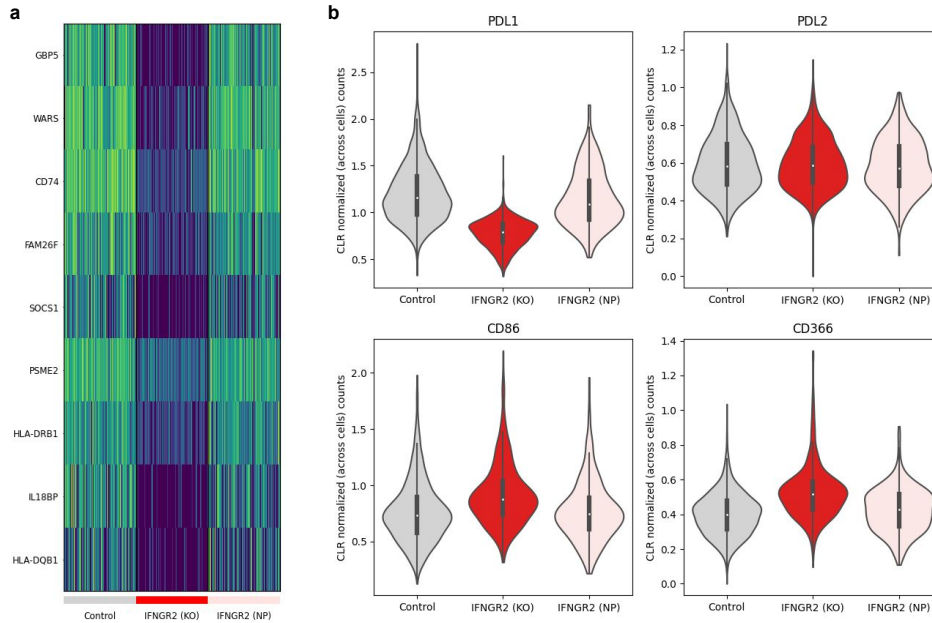 a
GBP5
WARS
CD74
FAM26F
SOCS1
PSME2
HLA-DRB1
IL18BP
HLA-DQB1
Control
IFNGR2 (KO)
IFNGR2 (NP)
b
PDL1
CLR normalized (across cells) counts
2.5
2.0
1.5
1.0
0.5
Control
IFNGR2 (KO)
IFNGR2 (NP)
PDL2
CLR normalized (across cells) counts
1.2
1.0
0.8
0.6
0.4
0.2
0.0
Control
IFNGR2 (KO)
IFNGR2 (NP)
CD86
CLR normalized (across cells) counts
2.0
1.5
1.0
0.5
Control
IFNGR2 (KO)
IFNGR2 (NP)
CD366
CLR normalized (across cells) counts
1.4
1.2
1.0
0.8
0.6
0.4
0.2
0.0
Control
IFNGR2 (KO)
IFNGR2 (NP)